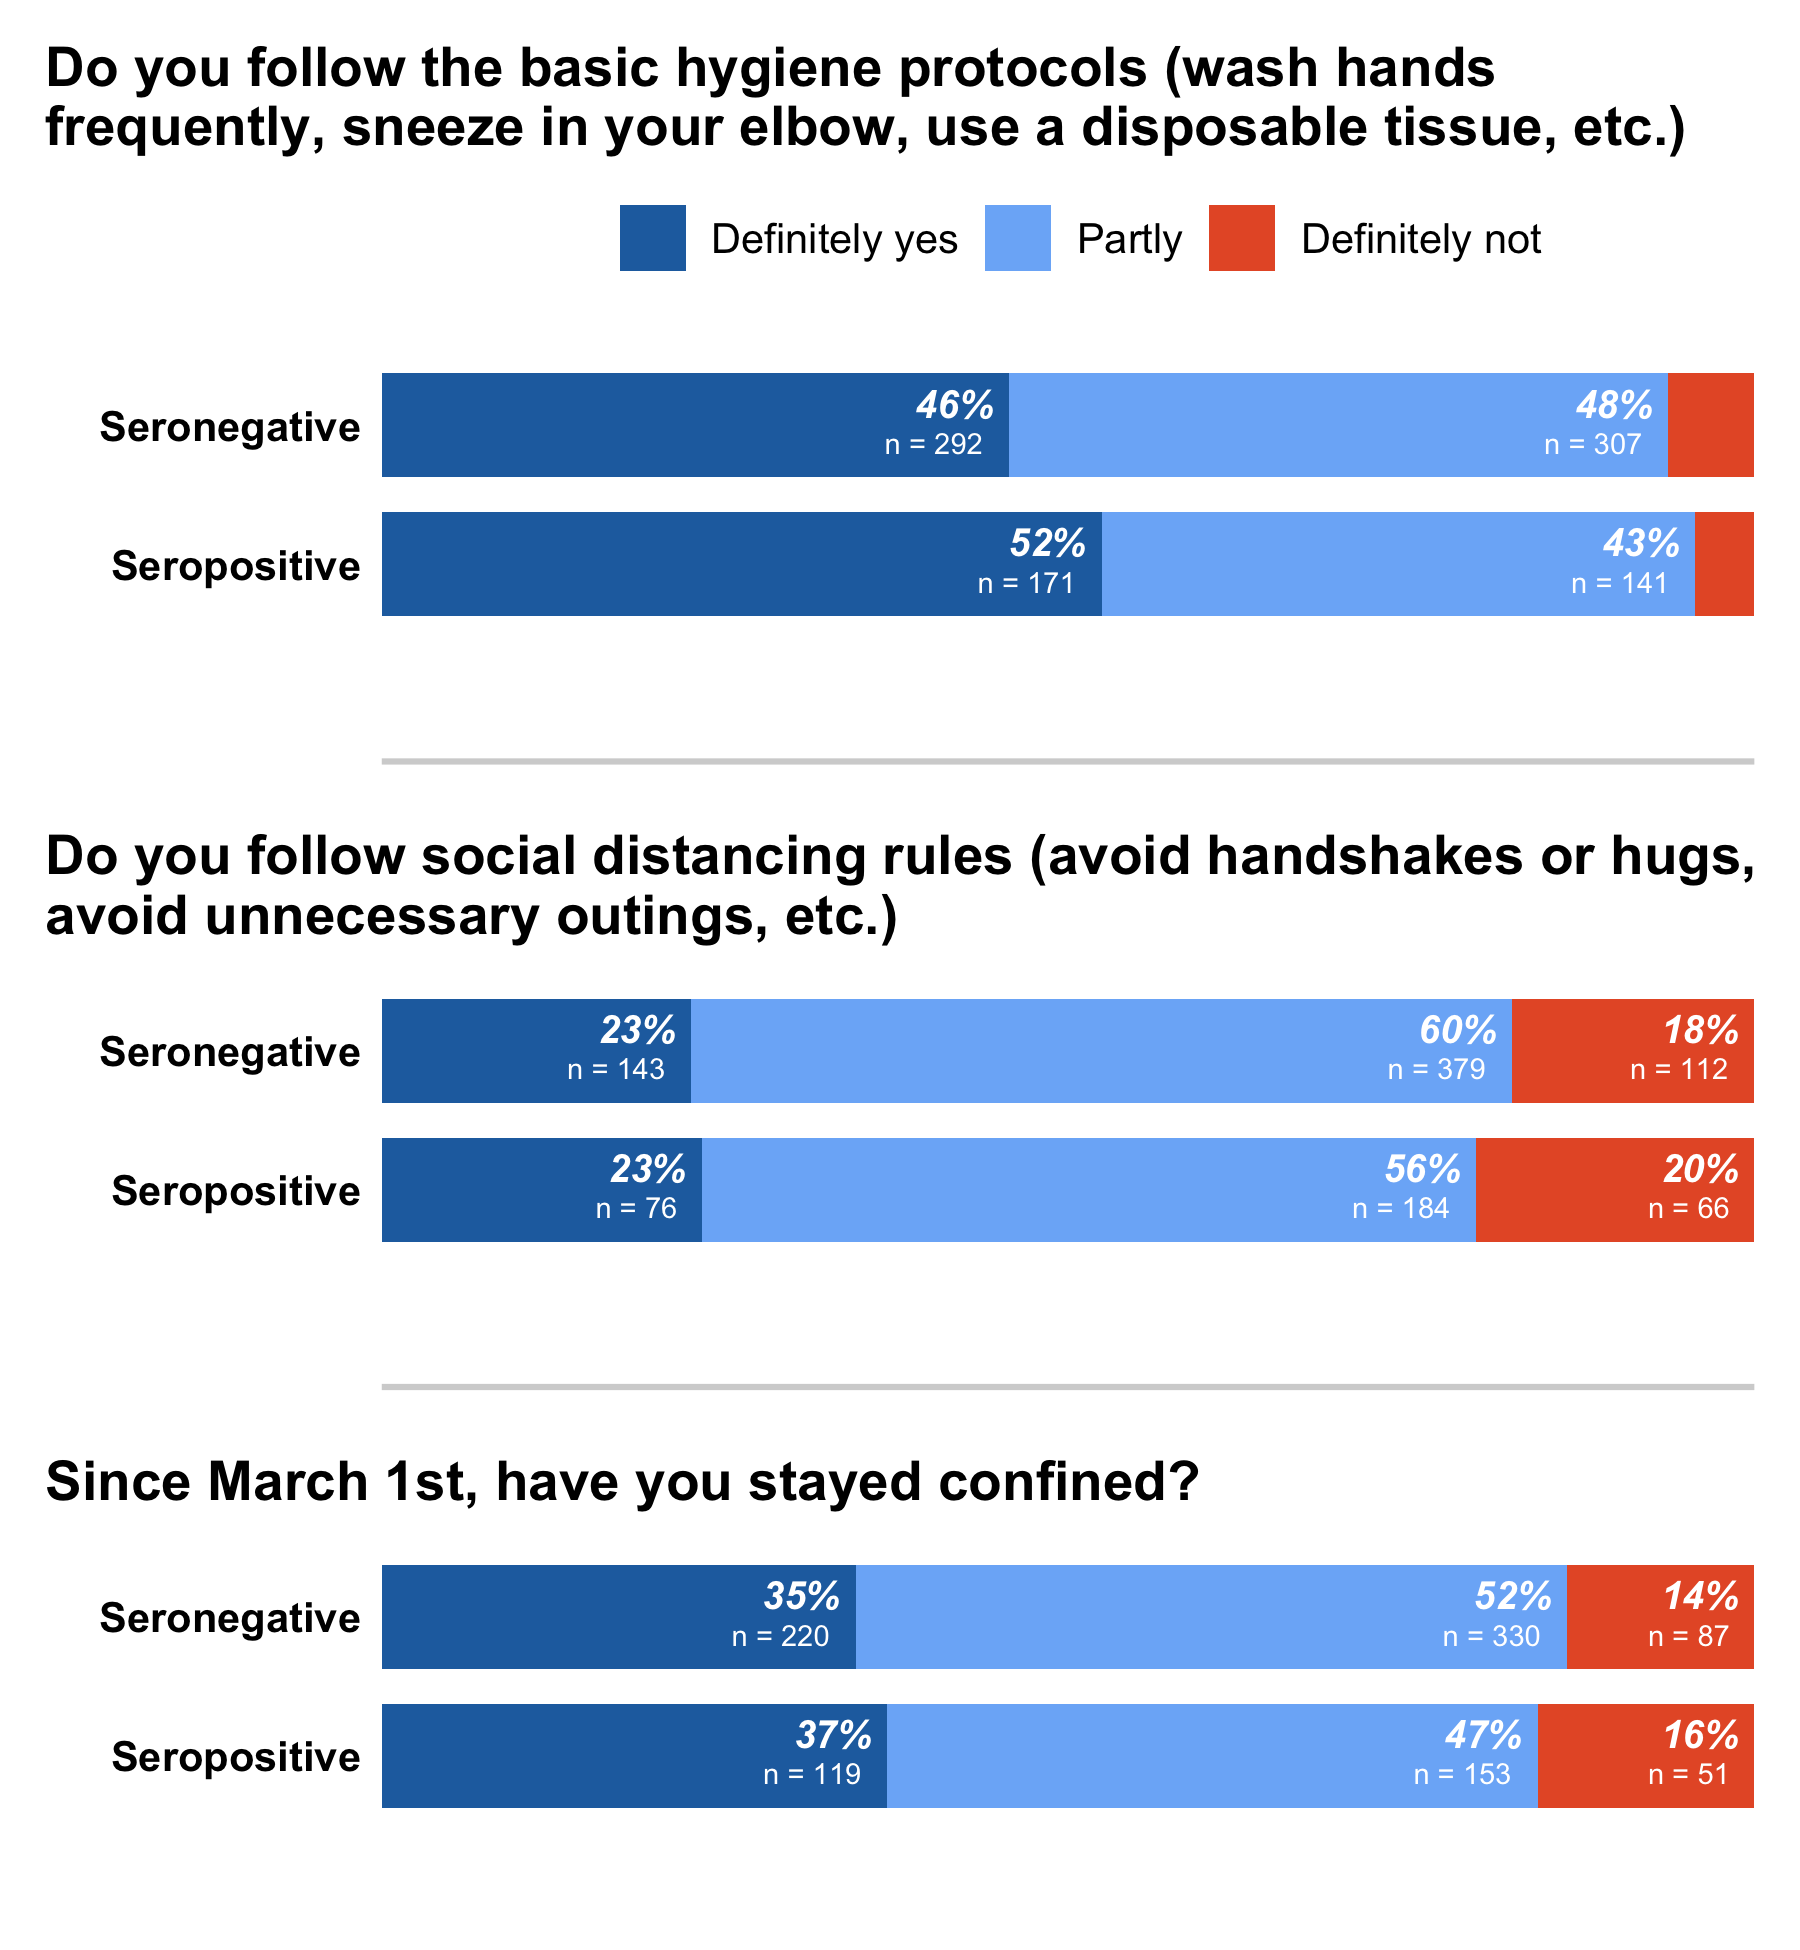 Do you follow the basic hygiene protocols (wash hands
frequently, sneeze in your elbow, use a disposable tissue, etc.)
Definitely yes Partly Definitely not
Seronegative 46% 48%
n = 292 n = 307
Seropositive 52% 43%
n = 171 n = 141
Do you follow social distancing rules (avoid handshakes or hugs,
avoid unnecessary outings, etc.)
Seronegative 23% 60% 18%
n = 143 n = 379 n = 112
Seropositive 23% 56% 20%
n = 76 n = 184 n = 66
Since March 1st, have you stayed confined?
Seronegative 35% 52% 14%
n = 220 n = 330 n = 87
Seropositive 37% 47% 16%
n = 119 n = 153 n = 51